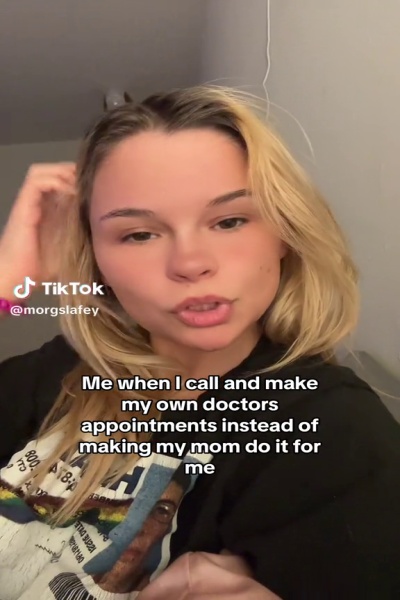 TikTok
@morgslafey
Me when I call and make
my own doctors
appointments instead of
making my mom do it for
me